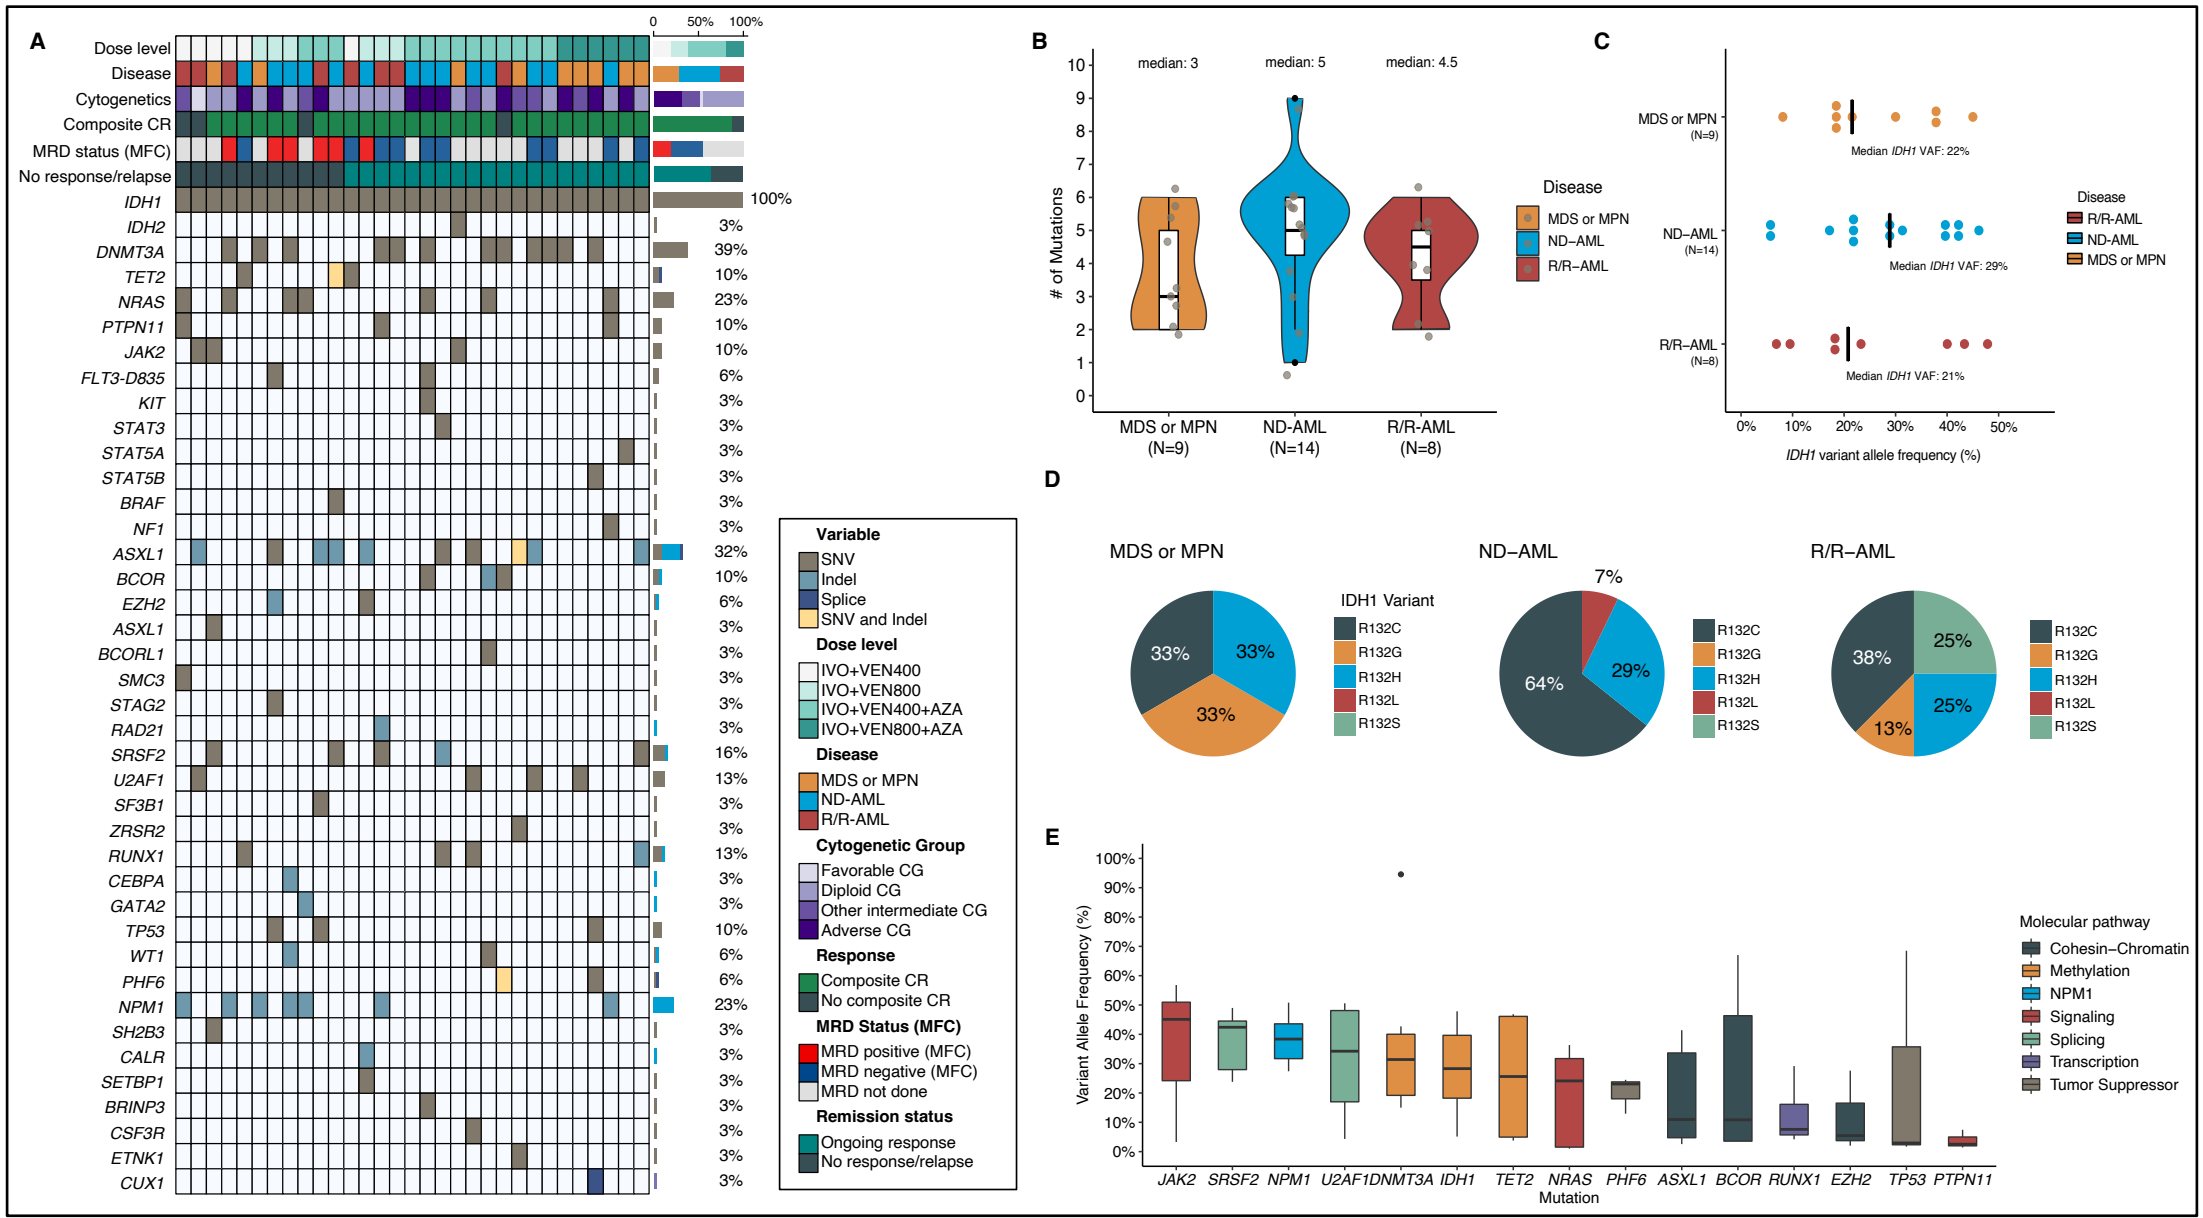 A
0 50% 100%
Dose level
Disease
Cytogenetics
Composite CR
MRD status (MFC)
No response/relapse
IDH1 100%
IDH2 3%
DNMT3A 39%
TET2 10%
NRAS 23%
PTPN11 10%
JAK2 10%
FLT3-D835 6%
KIT 3%
STAT3 3%
STAT5A 3%
STAT5B 3%
BRAF 3%
NF1 3%
ASXL1 32%
BCOR 10%
EZH2 6%
ASXL1 3%
BCORL1 3%
SMC3 3%
STAG2 3%
RAD21 3%
SRSF2 16%
U2AF1 13%
SF3B1 3%
ZRSR2 3%
RUNX1 13%
CEBPA 3%
GATA2 3%
TP53 10%
WT1 6%
PHF6 6%
NPM1 23%
SH2B3 3%
CALR 3%
SETBP1 3%
BRINP3 3%
CSF3R 3%
ETNK1 3%
CUX1 3%
Variable
SNV
Indel
Splice
SNV and Indel
Dose level
IVO+VEN400
IVO+VEN800
IVO+VEN400+AZA
IVO+VEN800+AZA
Disease
MDS or MPN
ND-AML
R/R-AML
Cytogenetic Group
Favorable CG
Diploid CG
Other intermediate CG
Adverse CG
Response
Composite CR
No composite CR
MRD Status (MFC)
MRD positive (MFC)
MRD negative (MFC)
MRD not done
Remission status
Ongoing response
No response/relapse
B
median: 3 median: 5 median: 4.5
# of Mutations
10
9
8
7
6
5
4
3
2
1
0
MDS or MPN ND-AML R/R-AML
(N=9) (N=14) (N=8)
Disease
MDS or MPN
ND−AML
R/R−AML
C
MDS or MPN
(N=9)
Median IDH1 VAF: 22%
ND−AML
(N=14)
Median IDH1 VAF: 29%
R/R−AML
(N=8)
Median IDH1 VAF: 21%
0% 10% 20% 30% 40% 50%
IDH1 variant allele frequency (%)
Disease
R/R-AML
ND-AML
MDS or MPN
D
MDS or MPN
33%
33%
33%
IDH1 Variant
R132C
R132G
R132H
R132L
R132S
ND−AML
7%
29%
64%
R132C
R132G
R132H
R132L
R132S
R/R−AML
25%
38%
25%
13%
R132C
R132G
R132H
R132L
R132S
E
Variant Allele Frequency (%)
100%
90%
80%
70%
60%
50%
40%
30%
20%
10%
0%
JAK2 SRSF2 NPM1 U2AF1 DNMT3A IDH1 TET2 NRAS PHF6 ASXL1 BCOR RUNX1 EZH2 TP53 PTPN11
Mutation
Molecular pathway
Cohesin−Chromatin
Methylation
NPM1
Signaling
Splicing
Transcription
Tumor Suppressor